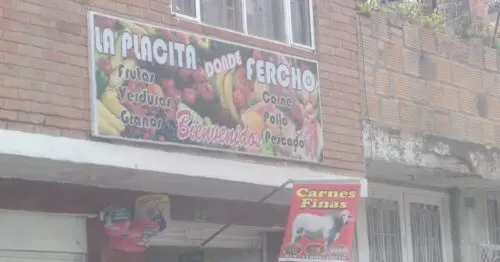 LA PLACITA DONDE FERCHO
Frutas
Verduras
Granos
Bienvenidos
Carne
Pollo
Pescado
Carnes
Finas